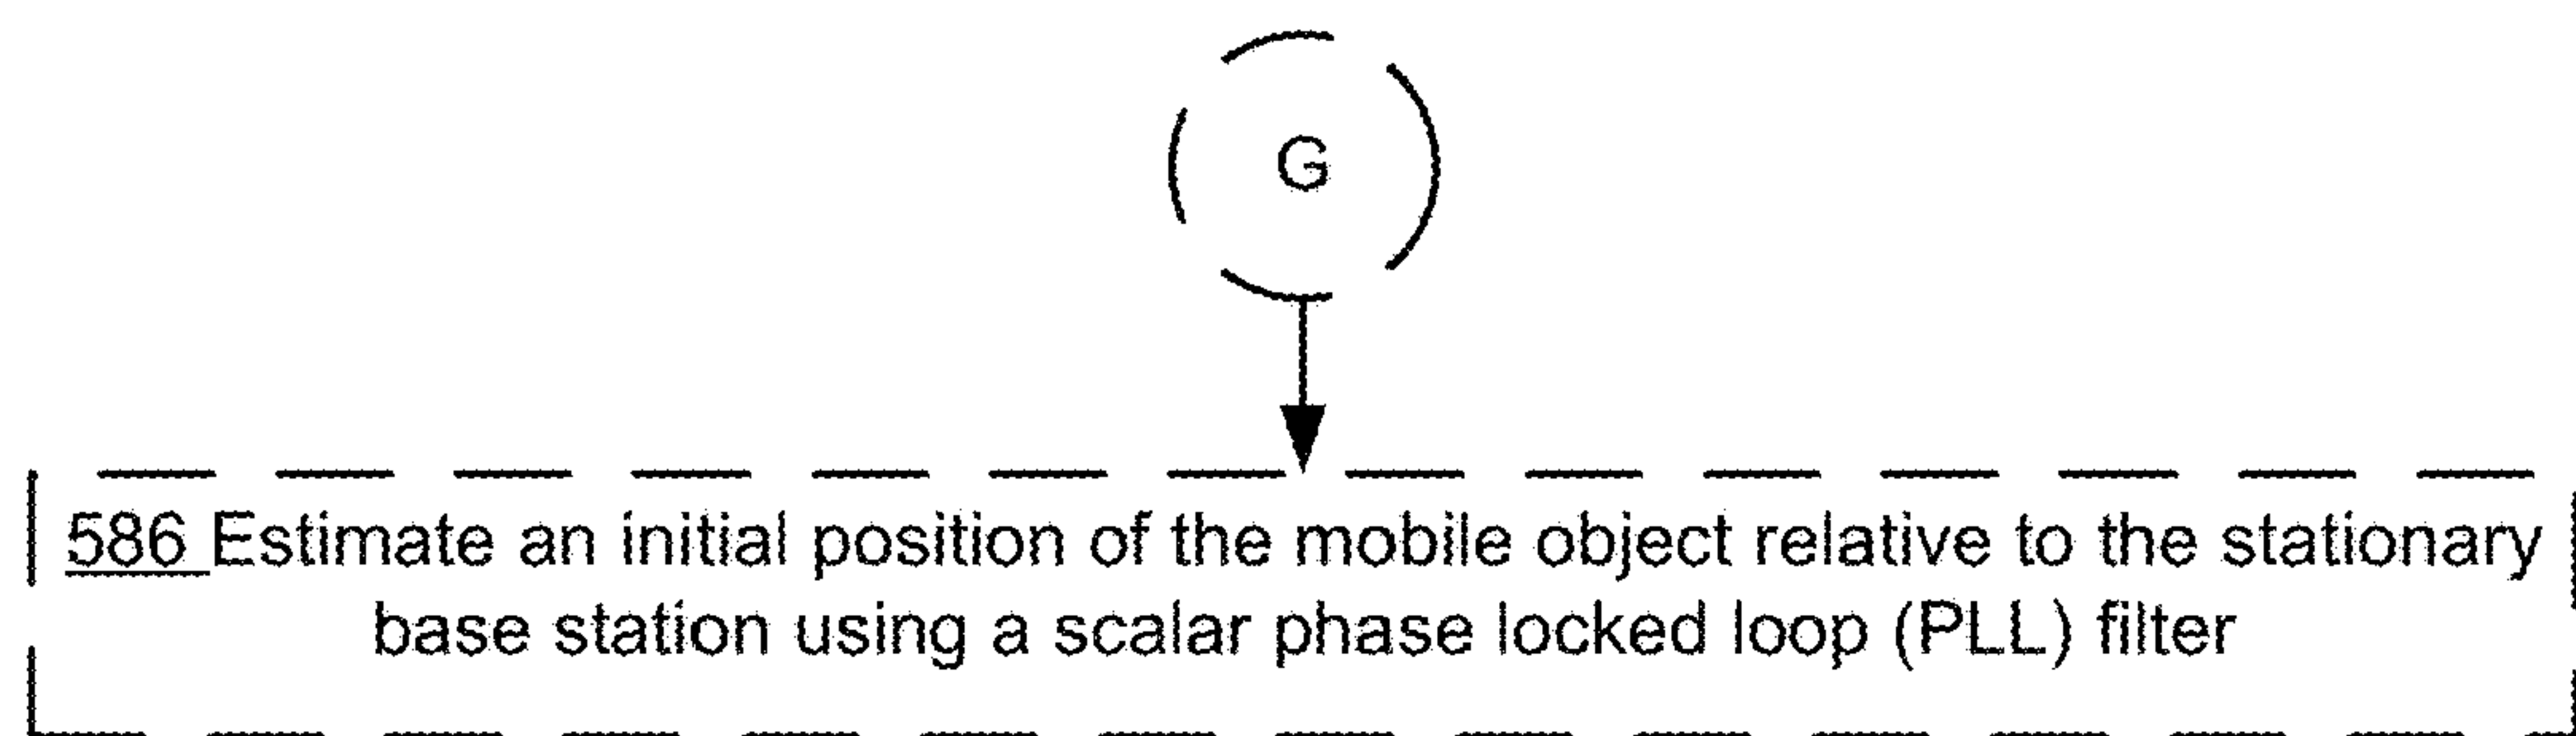 G
586 Estimate an initial position of the mobile object relative to the stationary
base station using a scalar phase locked loop (PLL) filter